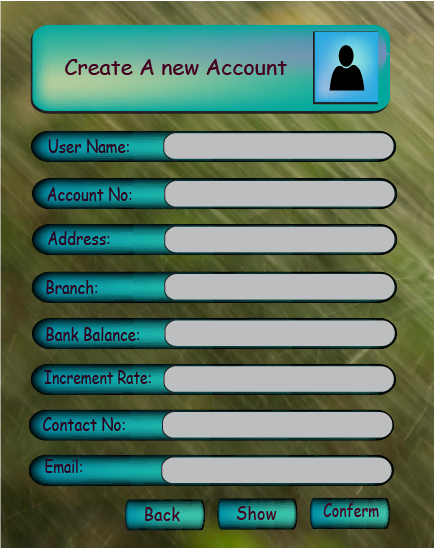 Create A new Account
User Name:
Account No:
Address:
Branch:
Bank Balance:
Increment Rate:
Contact No:
Email:
Back Show Conferm